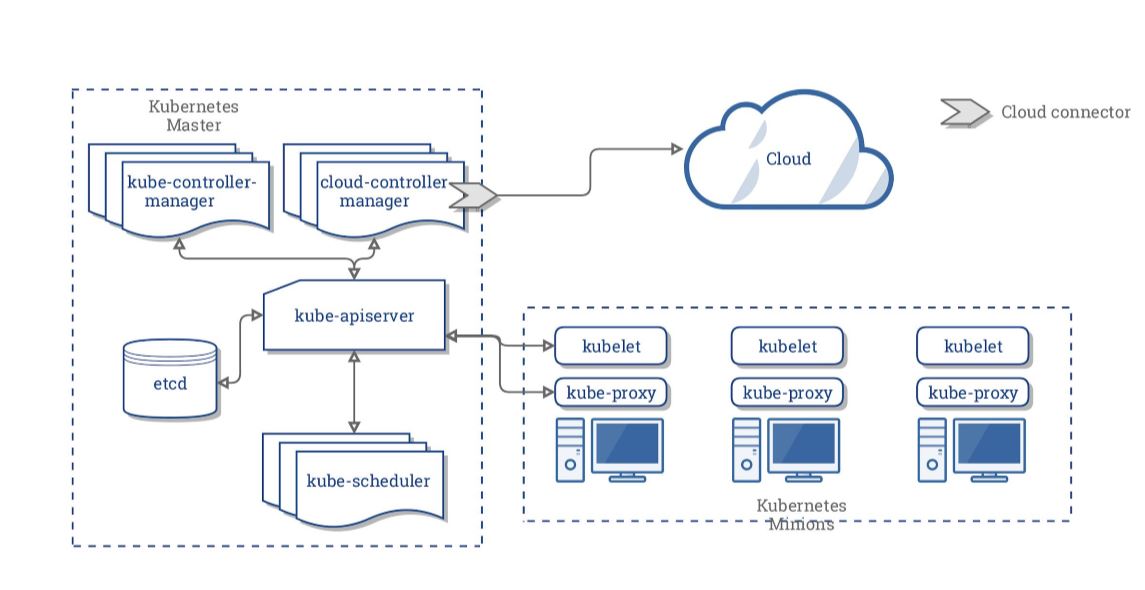 Kubernetes
Master
kube-controller-
manager
cloud-controller
manager
Cloud
Cloud connector
kube-apiserver
etcd
kube-scheduler
kubelet
kubelet
kubelet
kube-proxy
kube-proxy
kube-proxy
Kubernetes
Minions